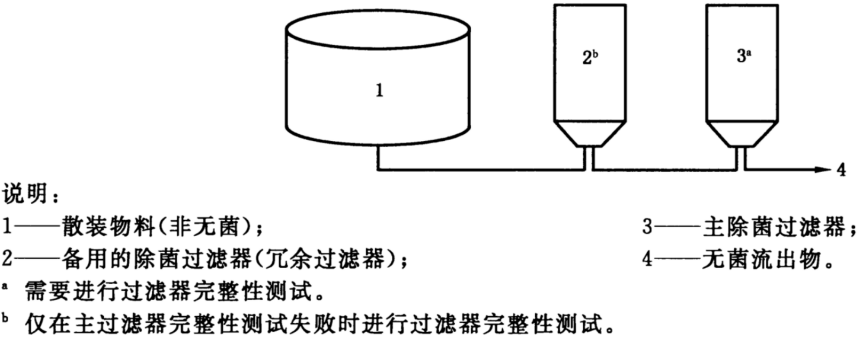 1
2ᵇ
3ᵃ
4
说明：
1——散装物料(非无菌)；
3——主除菌过滤器；
2——备用的除菌过滤器(冗余过滤器)；
4——无菌流出物。
ᵃ 需要进行过滤器完整性测试。
ᵇ 仅在主过滤器完整性测试失败时进行过滤器完整性测试。